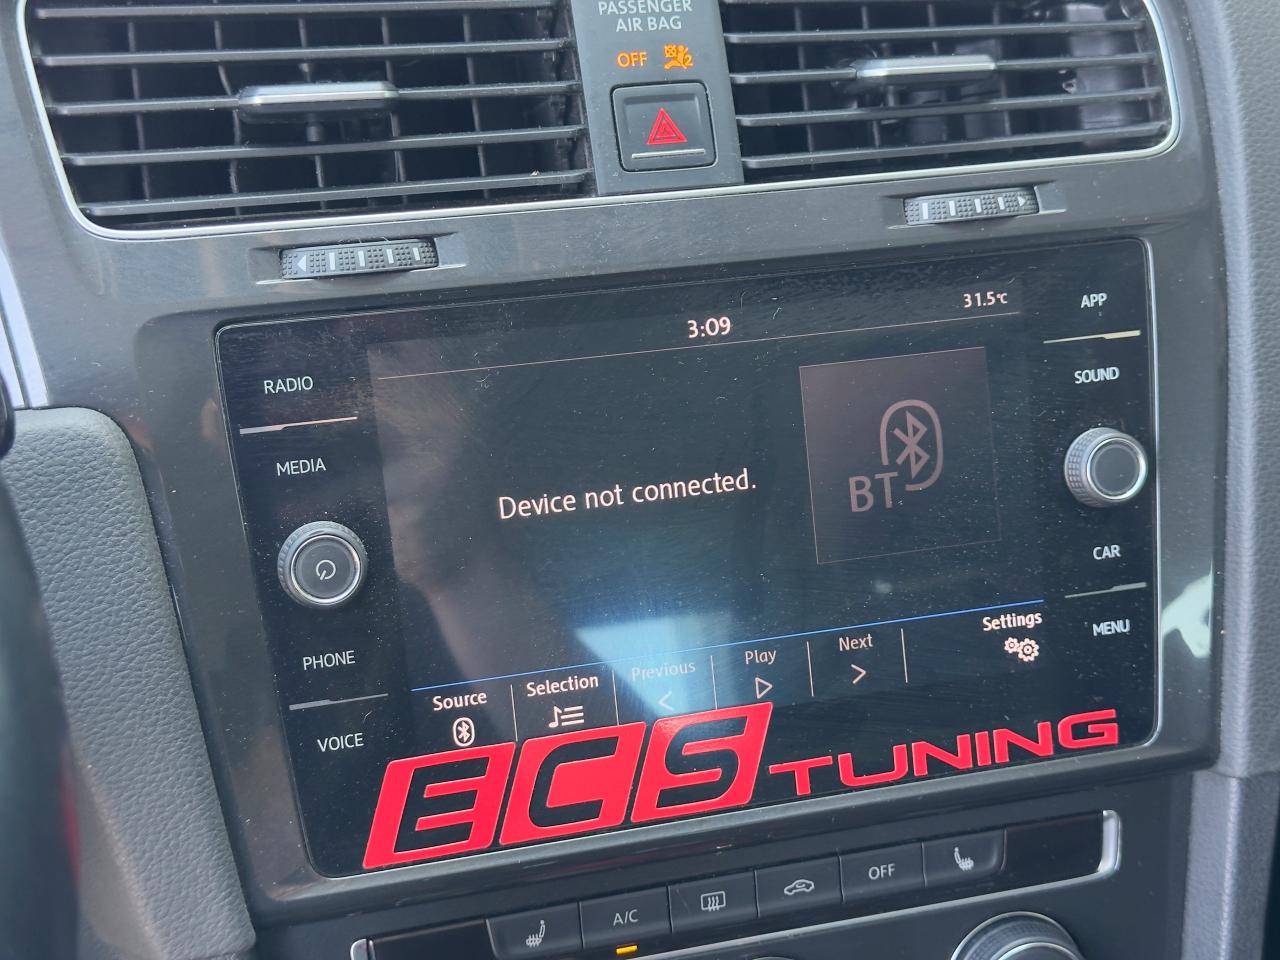 PASSENGER
AIR BAG
OFF
3:09
31.5°C
APP
RADIO
SOUND
MEDIA
Device not connected.
BT
CAR
MENU
PHONE
VOICE
Source
Selection
Previous
Play
Next
Settings
ECS TUNING
A/C
OFF